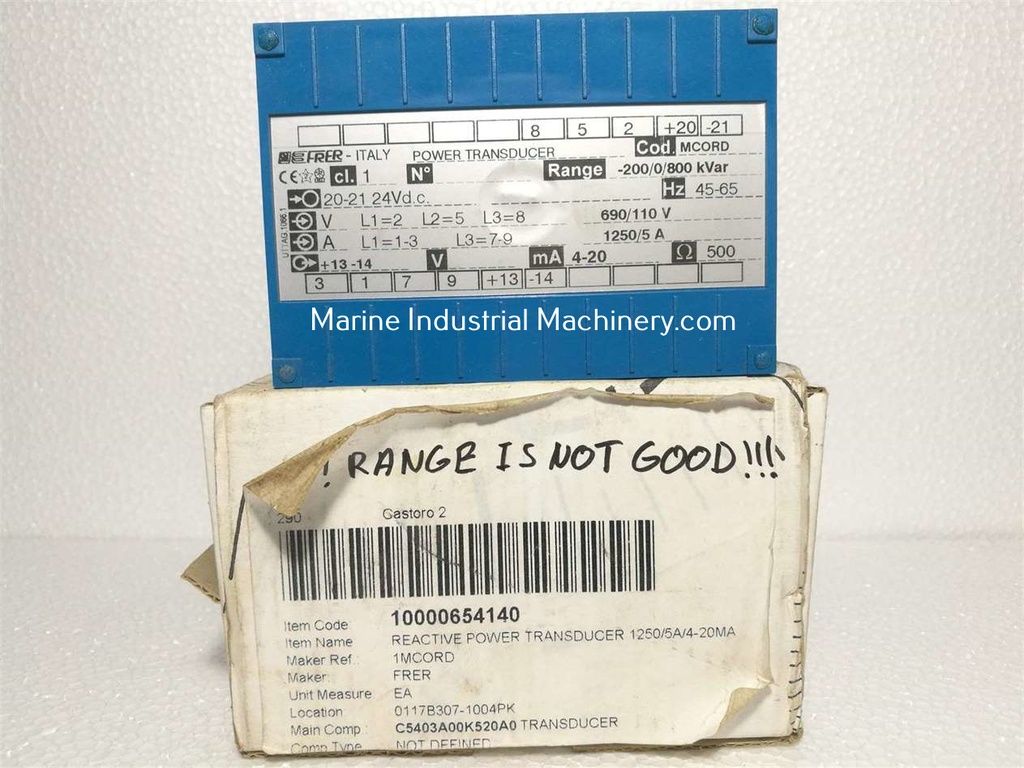 8 5 2 +20 -21
FRER - ITALY POWER TRANSDUCER Cod. MCORD
CE cl. 1 N° Range -200/0/800 kVar
20-21 24Vd.c. Hz 45-65
V L1=2 L2=5 L3=8 690/110 V
A L1=1-3 L3=7-9 1250/5 A
+13 -14 V mA 4-20 Ω 500
3 1 7 9 +13 -14
Marine Industrial Machinery.com
! RANGE IS NOT GOOD!!!
290 Castoro 2
Item Code 10000654140
Item Name REACTIVE POWER TRANSDUCER 1250/5A/4-20MA
Maker Ref.: 1MCORD
Maker: FRER
Unit Measure EA
Location: 0117B307-1004PK
Main Comp: C5403A00K520A0 TRANSDUCER
Comp Type NOT DEFINED